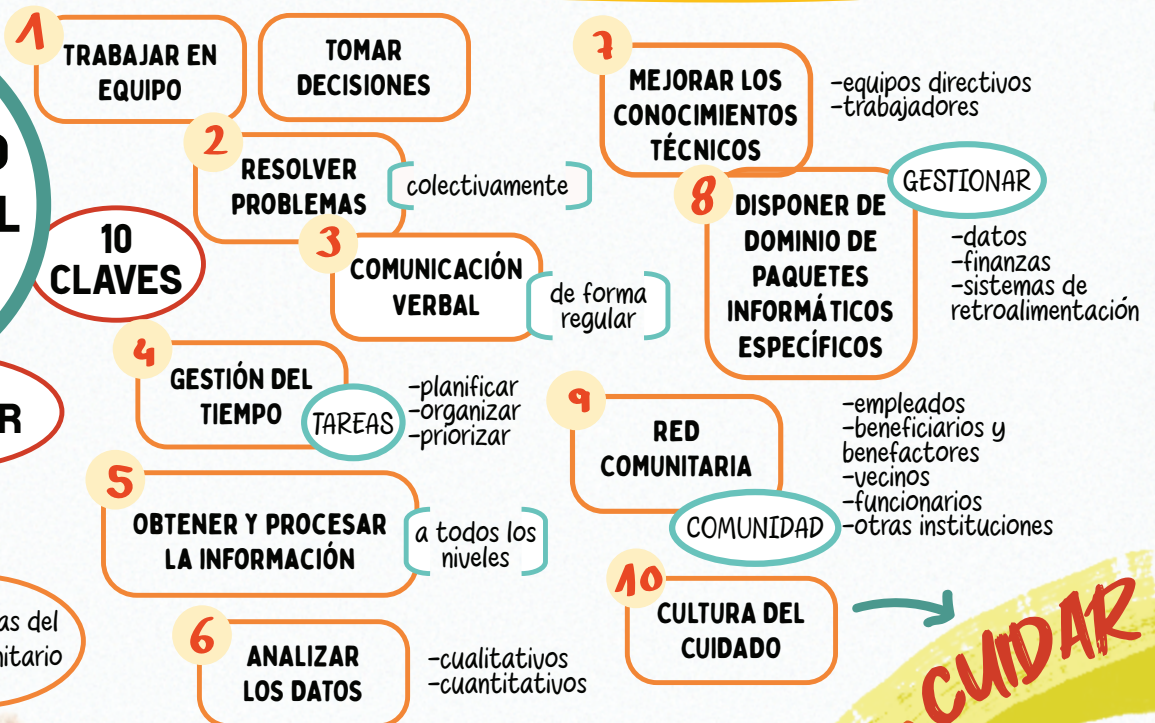 1
TRABAJAR EN
EQUIPO
TOMAR
DECISIONES
2
RESOLVER
PROBLEMAS
colectivamente
10
CLAVES
3
COMUNICACIÓN
VERBAL
de forma
regular
4
GESTIÓN DEL
TIEMPO
TAREAS
-planificar
-organizar
-priorizar
5
OBTENER Y PROCESAR
LA INFORMACIÓN
a todos los
niveles
6
ANALIZAR
LOS DATOS
-cualitativos
-cuantitativos
7
MEJORAR LOS
CONOCIMIENTOS
TÉCNICOS
-equipos directivos
-trabajadores
8
DISPONER DE
DOMINIO DE
PAQUETES
INFORMÁTICOS
ESPECÍFICOS
GESTIONAR
-datos
-finanzas
-sistemas de
retroalimentación
9
RED
COMUNITARIA
COMUNIDAD
-empleados
-beneficiarios y
benefactores
-vecinos
-funcionarios
-otras instituciones
10
CULTURA DEL
CUIDADO
CUIDAR
L
R
as del
nitario